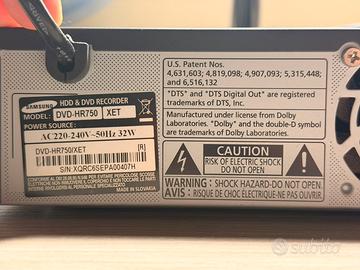 U.S. Patent Nos.
4,631,603; 4,819,098; 4,907,093; 5,315,448;
and 6,516,132
"DTS" and "DTS Digital Out" are registered
trademarks of DTS, Inc.
Manufactured under license from Dolby
Laboratories. "Dolby" and the double-D symbol
are trademarks of Dolby Laboratories.
SAMSUNG HDD & DVD RECORDER
MODEL: DVD-HR750 XET
POWER SOURCE:
AC220-240V~50Hz 32W
DVD-HR750/XET [R]
S/N: XQRC6SEPA00407H
MADE IN SLOVAKIA
CAUTION
RISK OF ELECTRIC SHOCK
DO NOT OPEN
WARNING : SHOCK HAZARD-DO NOT OPEN.
AVIS : RISQUE DE CHOC ÉLECTRIQUE-NE PAS OUVRIR.
subito